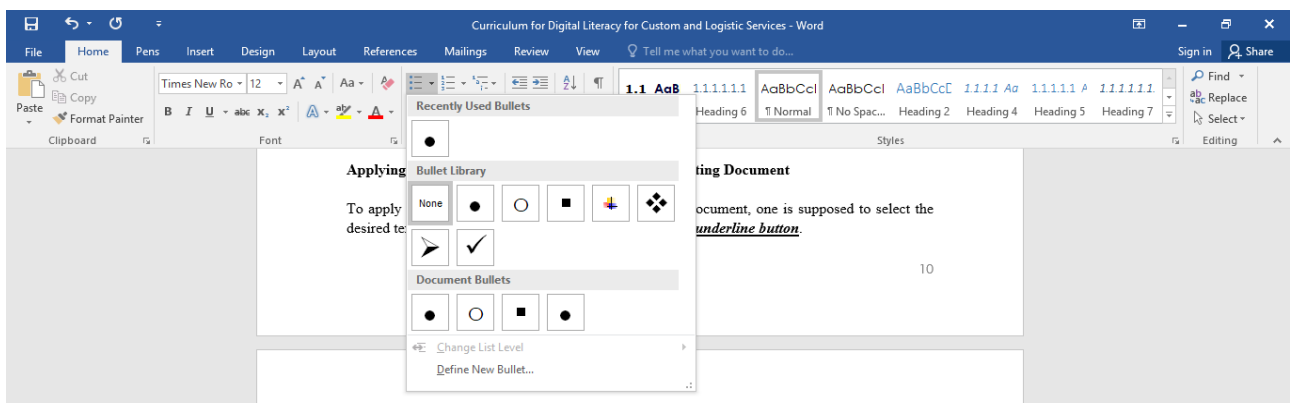 Curriculum for Digital Literacy for Custom and Logistic Services - Word
File Home Pens Insert Design Layout References Mailings Review View Tell me what you want to do... Sign in Share
Cut
Copy
Format Painter
Paste
Clipboard
Times New Ro 12 A A Aa
B I U abc X₂ X² A aby A
Font
1.1 AaB 1.1.1.1.1 AaBbCcI AaBbCcI AaBbCcD 1.1.1.1 Aa 1.1.1.1.1 A 1.1.1.1.1.
Heading 6 ¶ Normal ¶ No Spac... Heading 2 Heading 4 Heading 5 Heading 7
Styles
Find
Replace
Select
Editing
Recently Used Bullets
Bullet Library
None
Document Bullets
Change List Level
Define New Bullet...
Applying ting Document
To apply ocument, one is supposed to select the
desired te underline button.
10